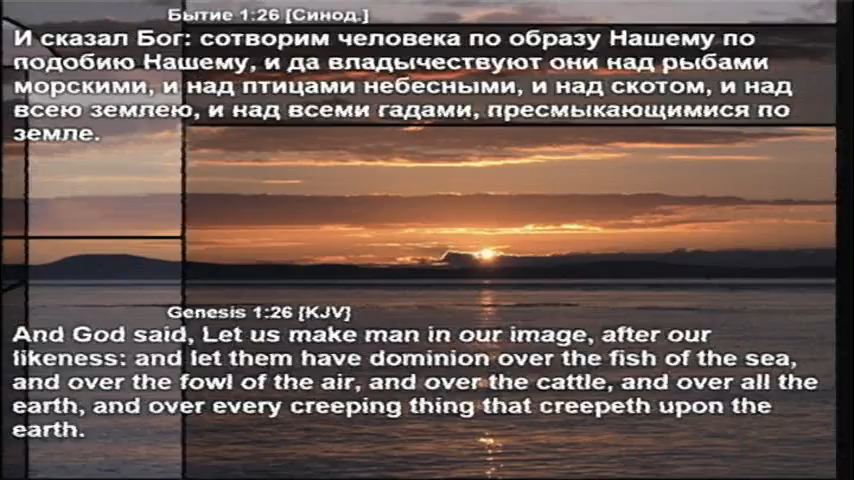 Бытие 1:26 [Синод.]
И сказал Бог: сотворим человека по образу Нашему по
подобию Нашему, и да владычествуют они над рыбами
морскими, и над птицами небесными, и над скотом, и над
всею землею, и над всеми гадами, пресмыкающимися по
земле.
Genesis 1:26 {KJV}
And God said, Let us make man in our image, after our
likeness: and let them have dominion over the fish of the sea,
and over the fowl of the air, and over the cattle, and over all the
earth, and over every creeping thing that creepeth upon the
earth.